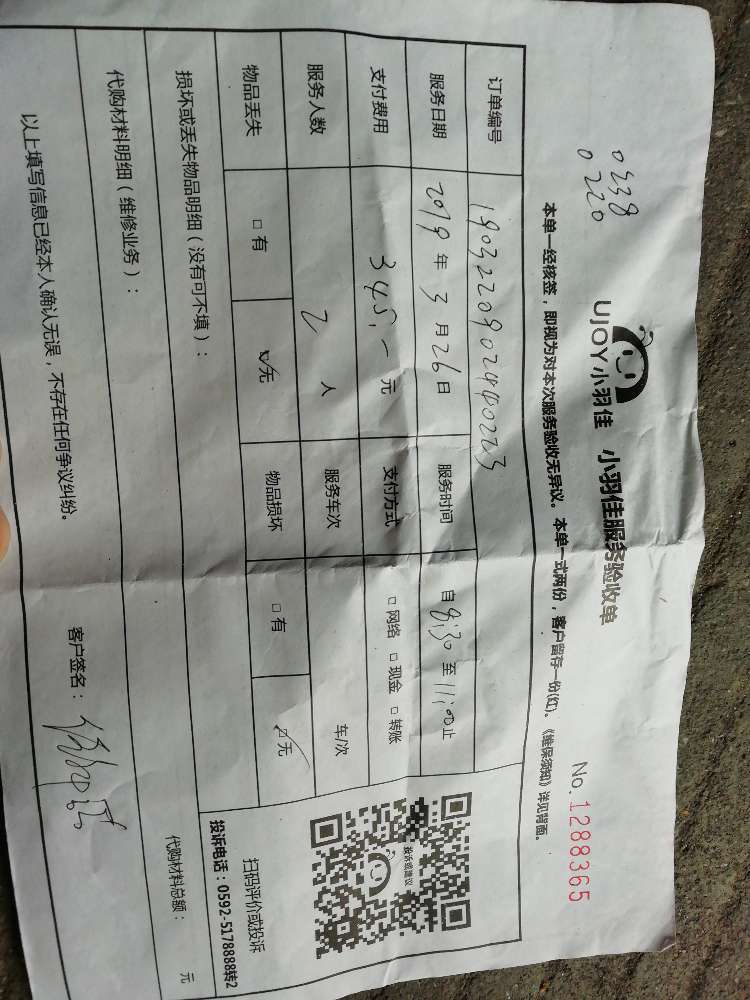 0338
0220
UJOY小羽佳 小羽佳服务验收单
No.1288365
本单一经核签，即视为对本次服务验收无异议。本单一式两份，客户留存一份(红)。《维保须知》详见背面。
订单编号
服务日期 2019年3月26日 服务时间 自8:30至11:00止
支付费用 345.一元 支付方式 □网络 □现金 □转账
服务人数 2人 服务车次 车/次
物品丢失 □有 ☑无 物品损坏 □有 ☑无
损坏或丢失物品明细（没有可不填）：
代购材料明细（维修业务）：
代购材料总额： 元
以上填写信息已经本人确认无误，不存在任何争议纠纷。
客户签名：
投诉建议
扫码评价或投诉
投诉电话：0592-5178888转2